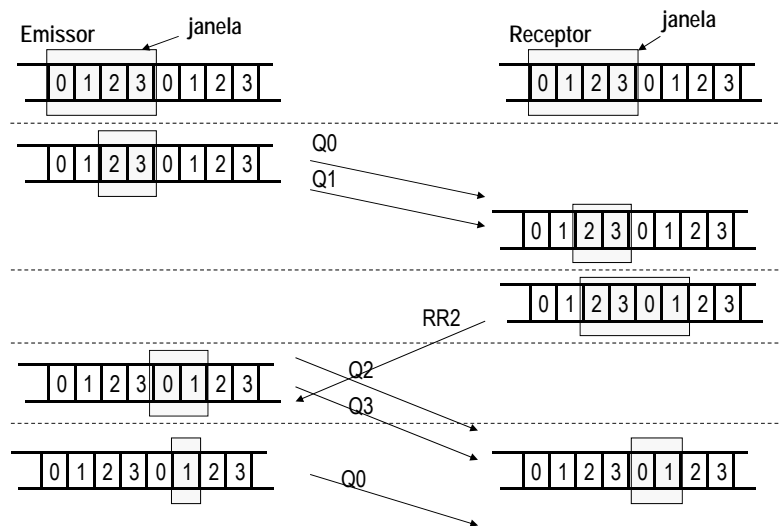 Emissor janela
Receptor janela
0 1 2 3 0 1 2 3
0 1 2 3 0 1 2 3
0 1 2 3 0 1 2 3
Q0
Q1
0 1 2 3 0 1 2 3
0 1 2 3 0 1 2 3
RR2
0 1 2 3 0 1 2 3
Q2
Q3
0 1 2 3 0 1 2 3
Q0
0 1 2 3 0 1 2 3